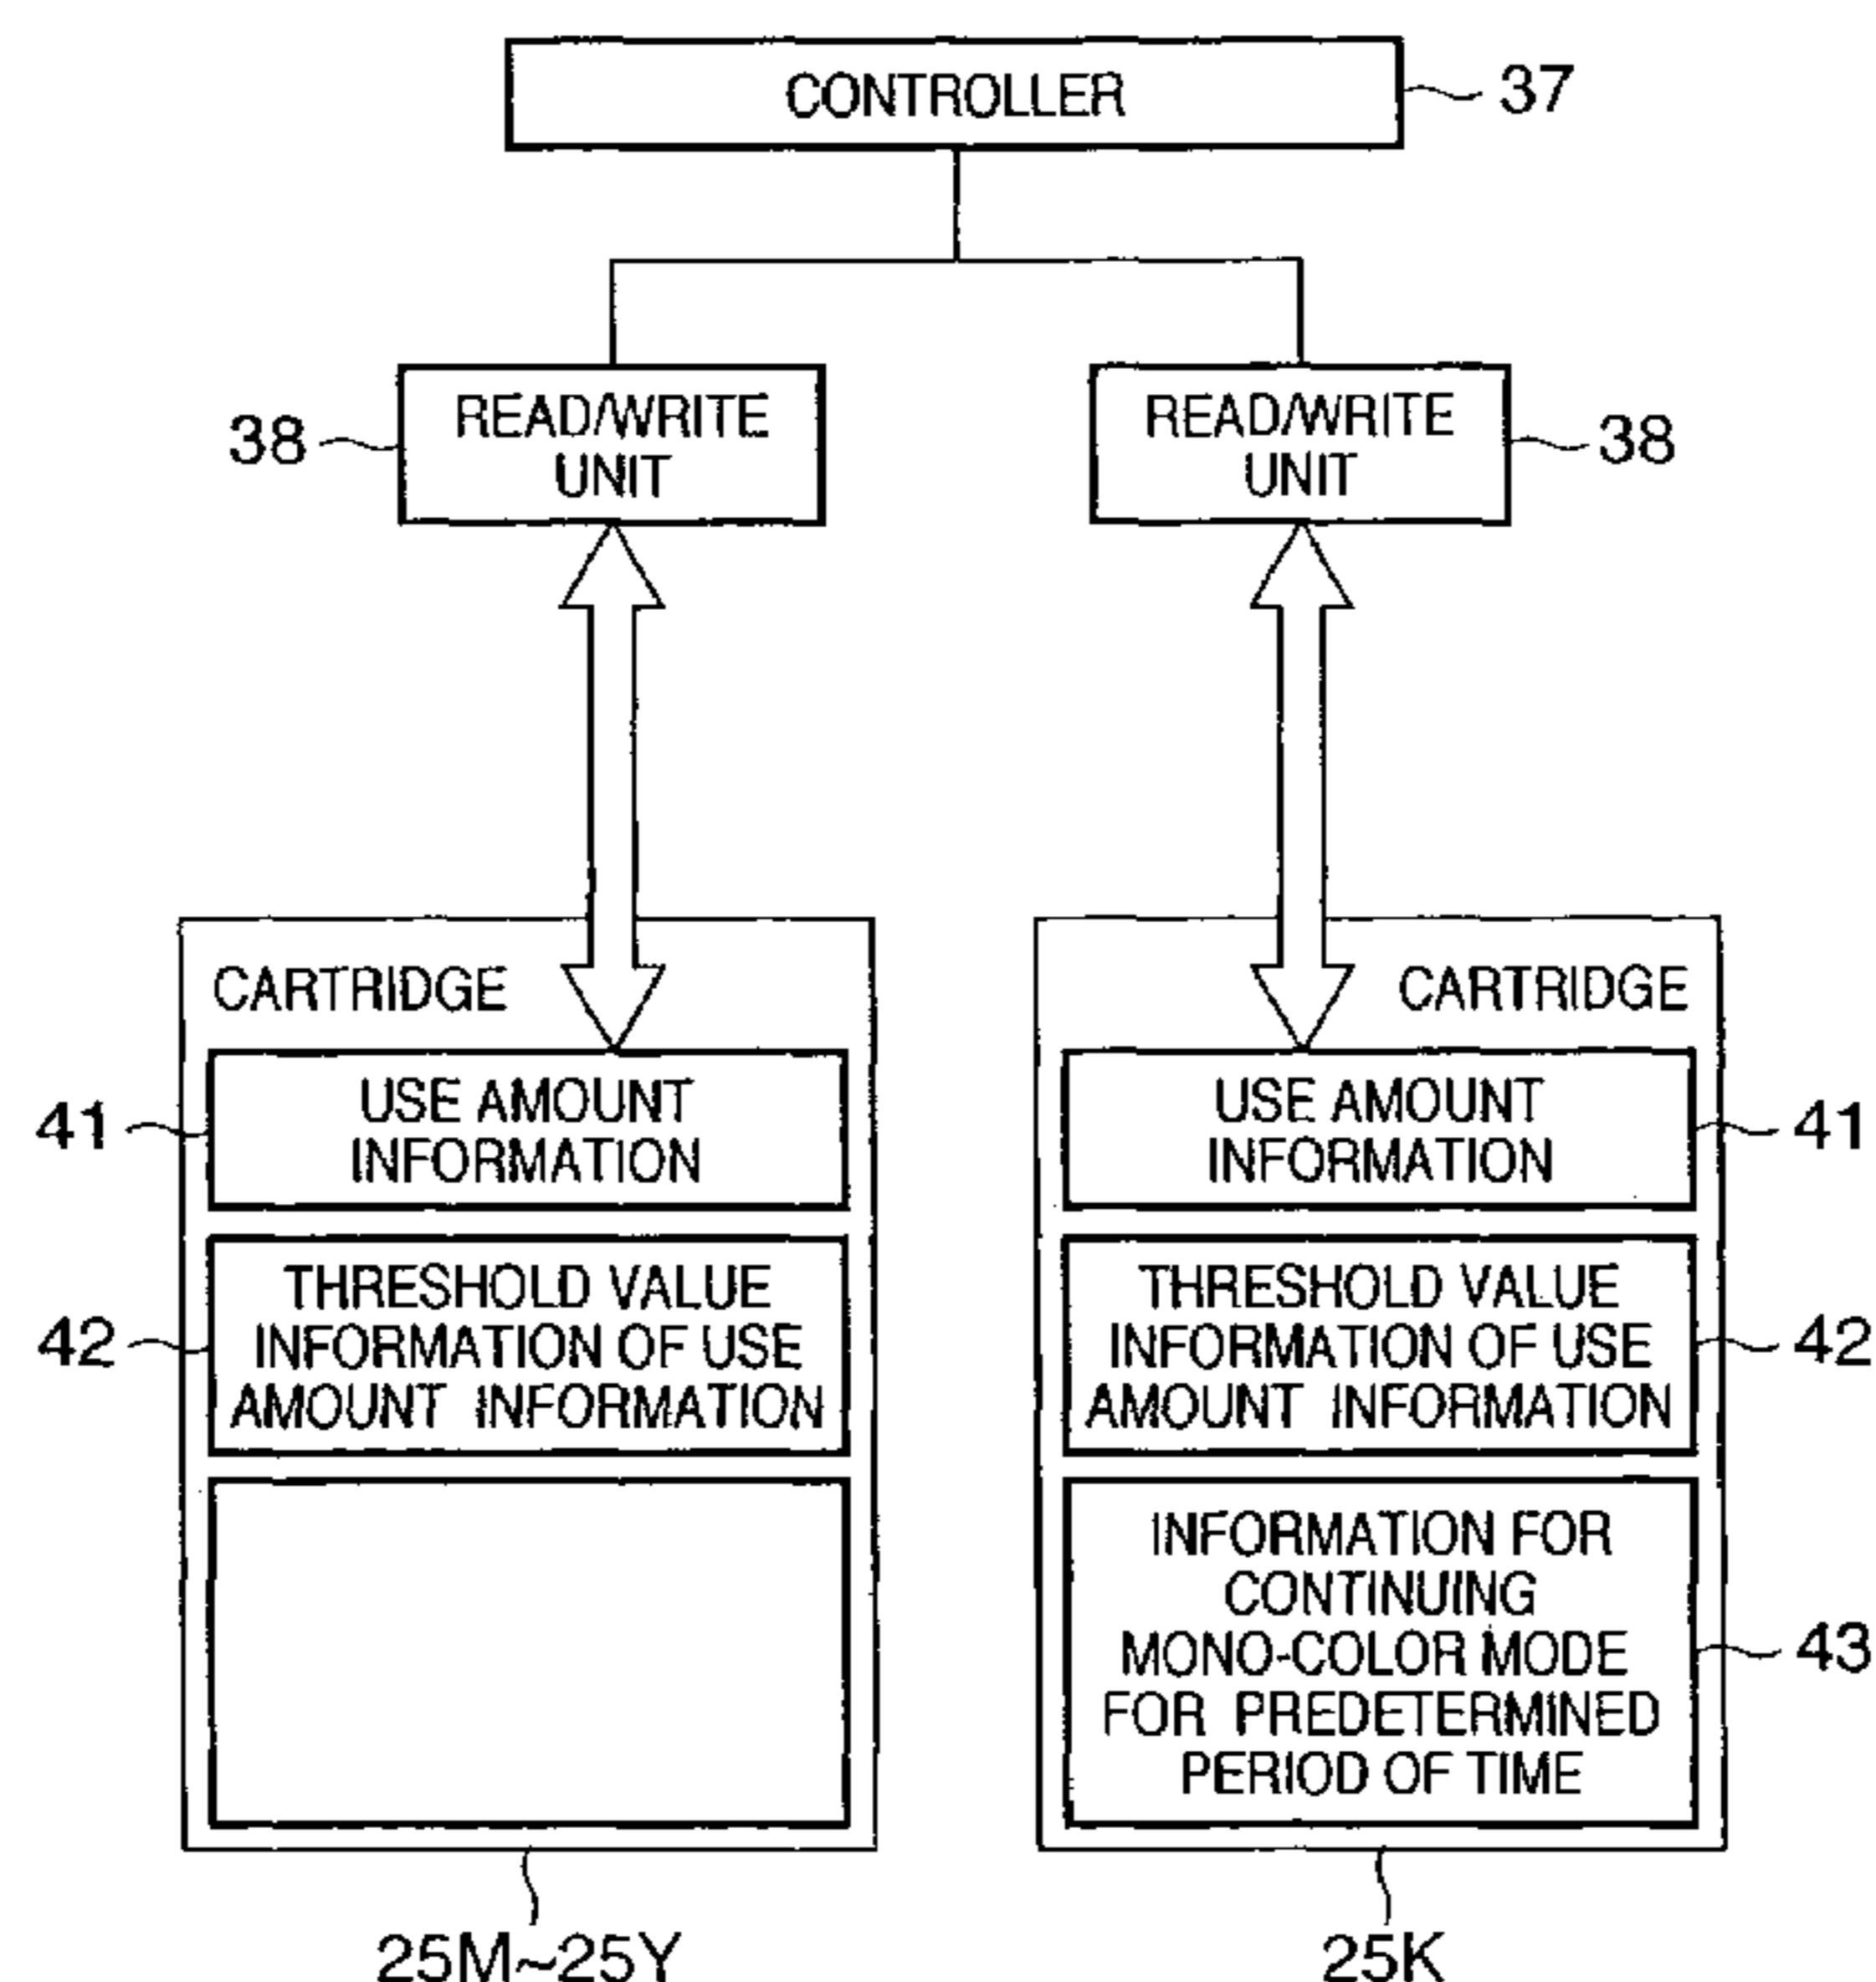 CONTROLLER
37
38
READ/WRITE
UNIT
READ/WRITE
UNIT
38
CARTRIDGE
41
USE AMOUNT
INFORMATION
42
THRESHOLD VALUE
INFORMATION OF USE
AMOUNT INFORMATION
25M~25Y
CARTRIDGE
USE AMOUNT
INFORMATION
41
THRESHOLD VALUE
INFORMATION OF USE
AMOUNT INFORMATION
42
INFORMATION FOR
CONTINUING
MONO-COLOR MODE
FOR PREDETERMINED
PERIOD OF TIME
43
25K